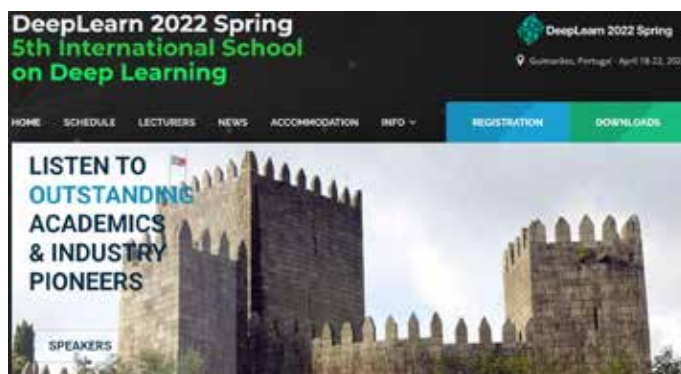 DeepLearn 2022 Spring
5th International School
on Deep Learning
DeepLearn 2022 Spring
Guimarães, Portugal - April 18-22, 202
HOME SCHEDULE LECTURERS NEWS ACCOMMODATION INFO REGISTRATION DOWNLOADS
LISTEN TO
OUTSTANDING
ACADEMICS
& INDUSTRY
PIONEERS
SPEAKERS